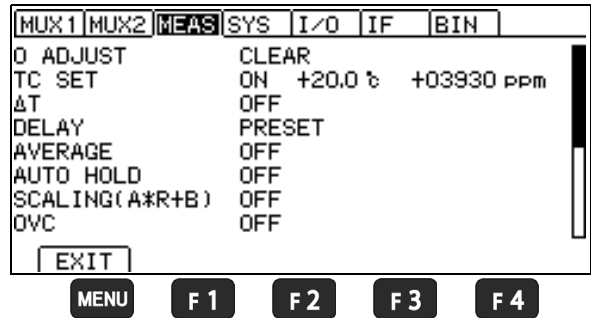 MUX1 MUX2 MEAS SYS I/O IF BIN
0 ADJUST CLEAR
TC SET ON +20.0 ℃ +03930 ppm
ΔT OFF
DELAY PRESET
AVERAGE OFF
AUTO HOLD OFF
SCALING(A*R+B) OFF
OVC OFF
EXIT
MENU F1 F2 F3 F4